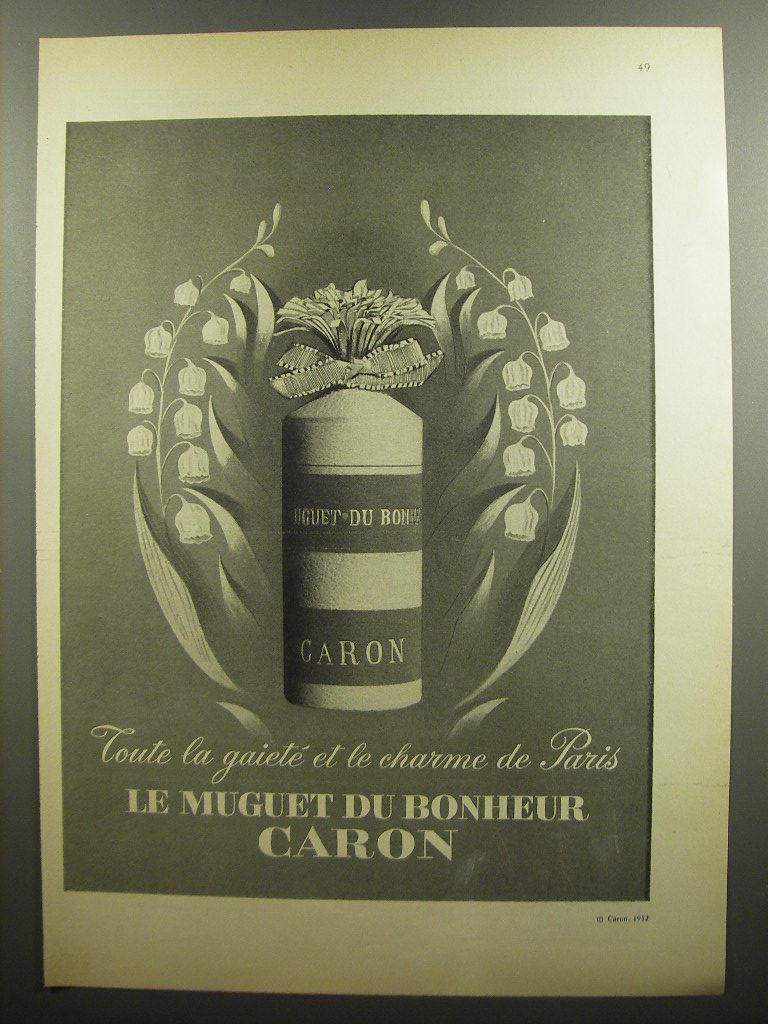 49
MUGUET·DU BON
CARON
Toute la gaieté et le charme de Paris
LE MUGUET DU BONHEUR
CARON
© Caron, 1952